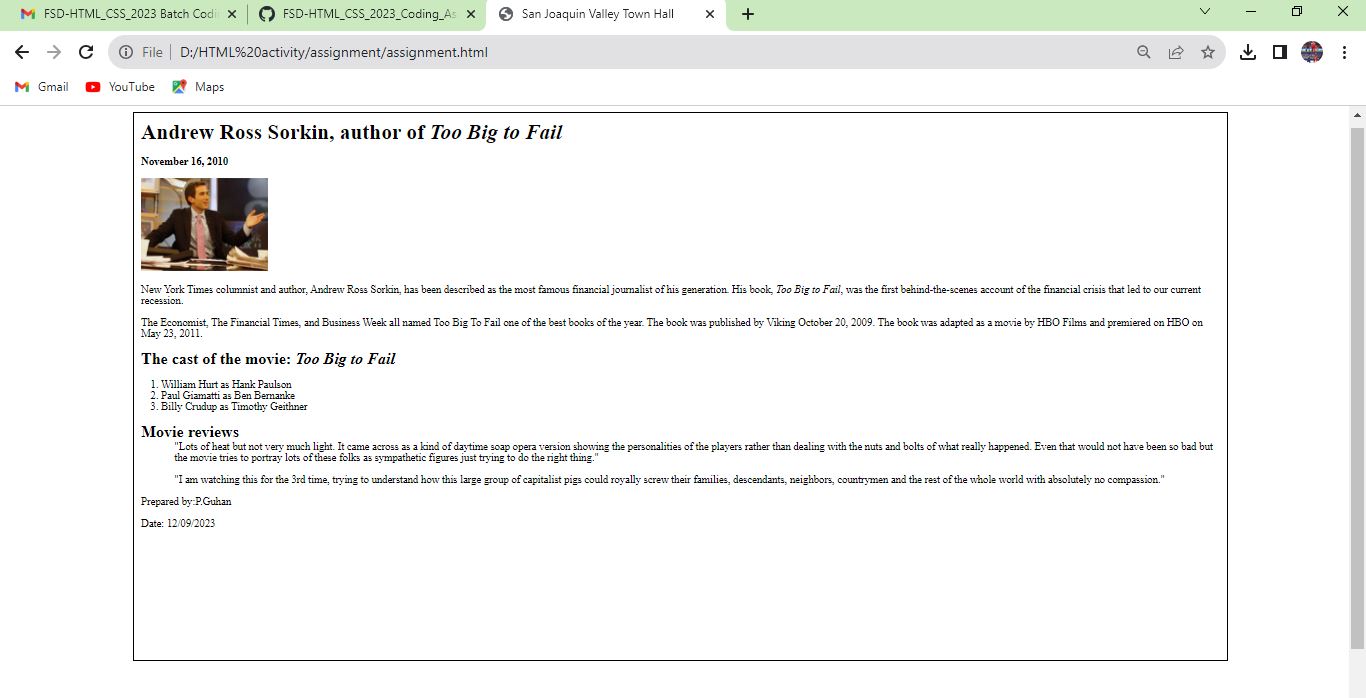 FSD-HTML_CSS_2023 Batch Codi
FSD-HTML_CSS_2023_Coding_As
San Joaquin Valley Town Hall
File
D:/HTML%20activity/assignment/assignment.html
Gmail
YouTube
Maps
Andrew Ross Sorkin, author of Too Big to Fail
November 16, 2010
New York Times columnist and author, Andrew Ross Sorkin, has been described as the most famous financial journalist of his generation. His book, Too Big to Fail, was the first behind-the-scenes account of the financial crisis that led to our current
recession.
The Economist, The Financial Times, and Business Week all named Too Big To Fail one of the best books of the year. The book was published by Viking October 20, 2009. The book was adapted as a movie by HBO Films and premiered on HBO on
May 23, 2011.
The cast of the movie: Too Big to Fail
1. William Hurt as Hank Paulson
2. Paul Giamatti as Ben Bernanke
3. Billy Crudup as Timothy Geithner
Movie reviews
"Lots of heat but not very much light. It came across as a kind of daytime soap opera version showing the personalities of the players rather than dealing with the nuts and bolts of what really happened. Even that would not have been so bad but
the movie tries to portray lots of these folks as sympathetic figures just trying to do the right thing."
"I am watching this for the 3rd time, trying to understand how this large group of capitalist pigs could royally screw their families, descendants, neighbors, countrymen and the rest of the whole world with absolutely no compassion."
Prepared by:P.Guhan
Date: 12/09/2023